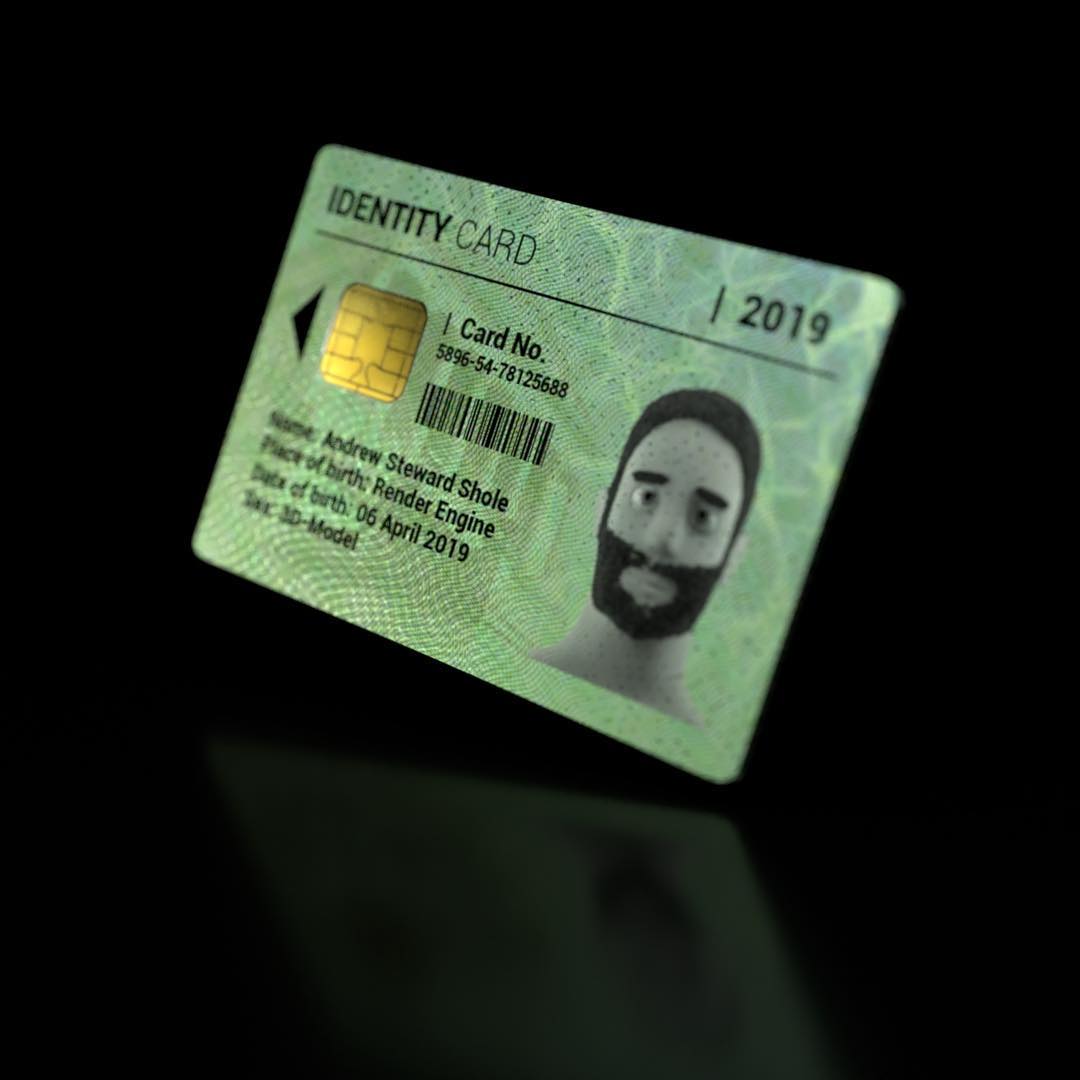 IDENTITY CARD
| 2019
| Card No.
5896-54-78125688
Name: Andrew Steward Shole
Place of birth: Render Engine
Date of birth: 06 April 2019
Sex: 3D-Model